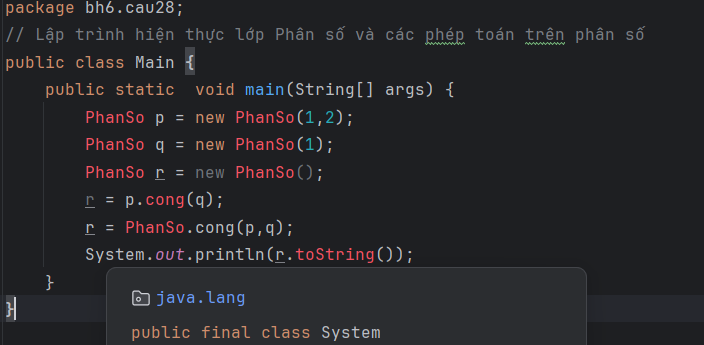 package bh6.cau28;
// Lập trình hiện thực lớp Phân số và các phép toán trên phân số
public class Main {
public static  void main(String[] args) {
PhanSo p = new PhanSo(1,2);
PhanSo q = new PhanSo(1);
PhanSo r = new PhanSo();
r = p.cong(q);
r = PhanSo.cong(p,q);
System.out.println(r.toString());
}
}
java.lang
public final class System